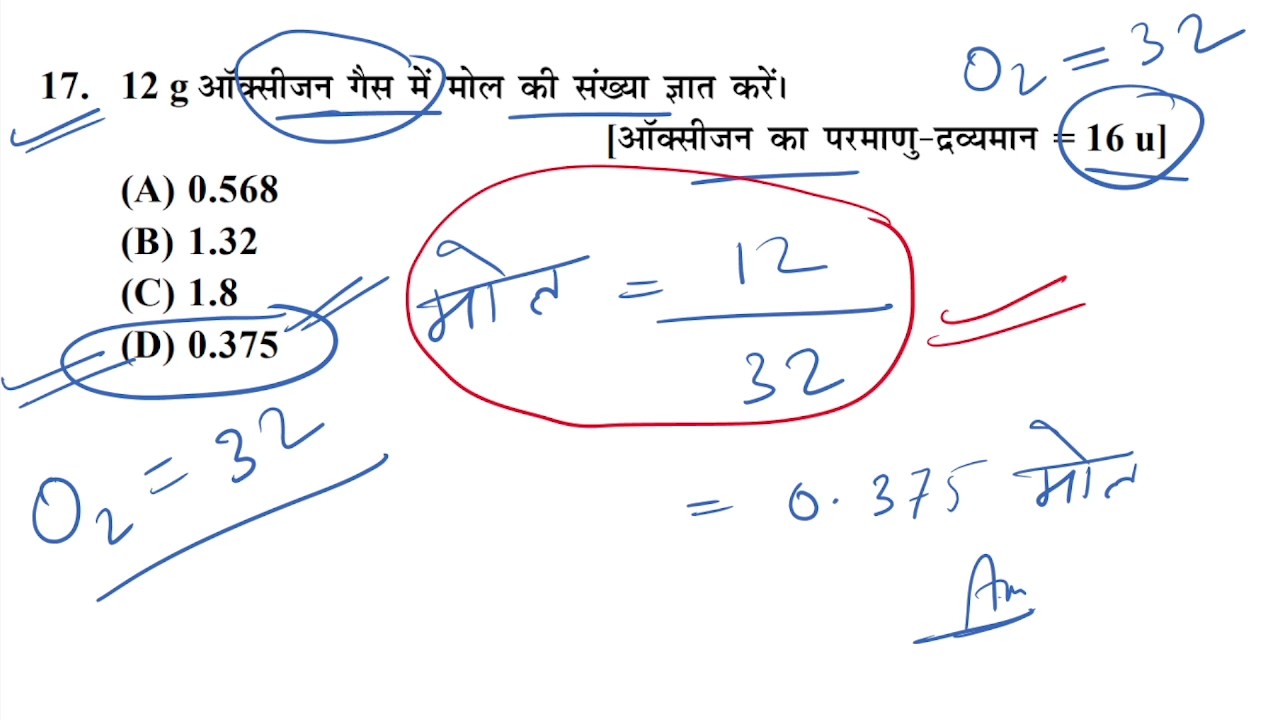 O2 = 32
17. 12 g ऑक्सीजन गैस में मोल की संख्या ज्ञात करें।
[ऑक्सीजन का परमाणु-द्रव्यमान = 16 u]
(A) 0.568
(B) 1.32
(C) 1.8
(D) 0.375
मोल = 12
32
O2 = 32
= 0.375 मोल
Ans